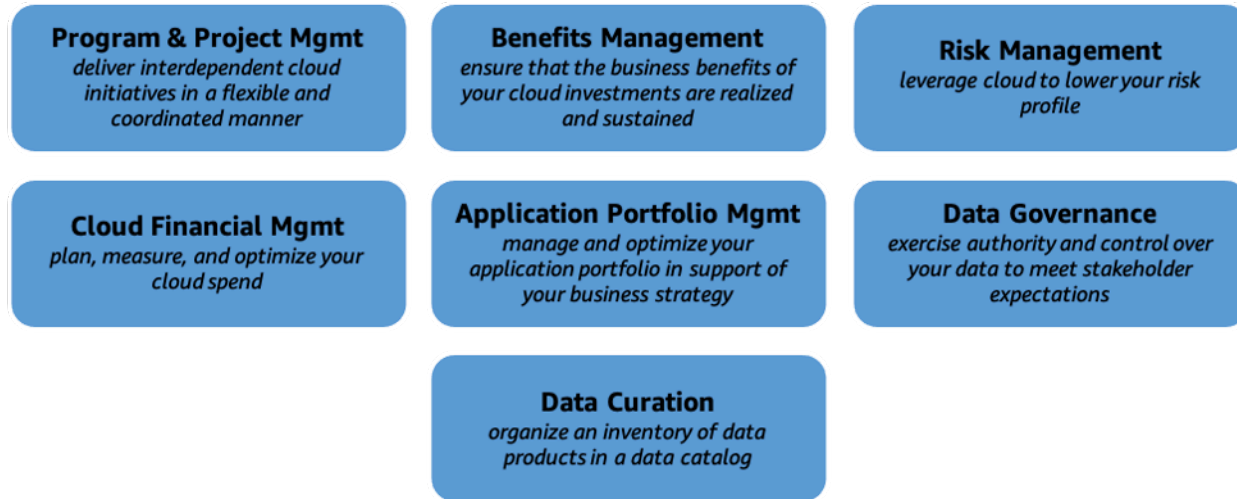 Program & Project Mgmt
deliver interdependent cloud
initiatives in a flexible and
coordinated manner
Benefits Management
ensure that the business benefits of
your cloud investments are realized
and sustained
Risk Management
leverage cloud to lower your risk
profile
Cloud Financial Mgmt
plan, measure, and optimize your
cloud spend
Application Portfolio Mgmt
manage and optimize your
application portfolio in support of
your business strategy
Data Governance
exercise authority and control over
your data to meet stakeholder
expectations
Data Curation
organize an inventory of data
products in a data catalog